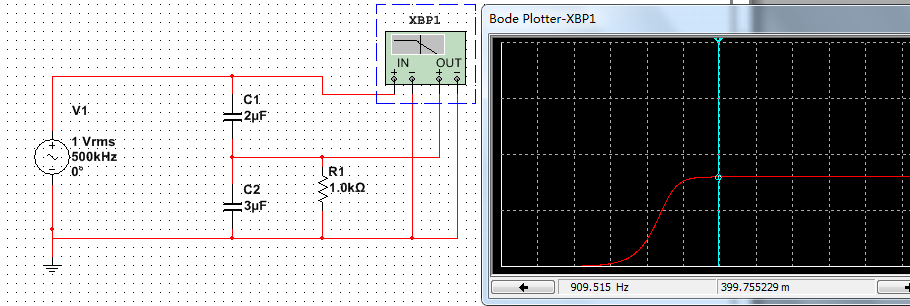 XBP1
IN
OUT
V1
1 Vrms
500kHz
0°
C1
2µF
C2
3µF
R1
1.0kΩ
Bode Plotter-XBP1
909.515 Hz
399.755229 m